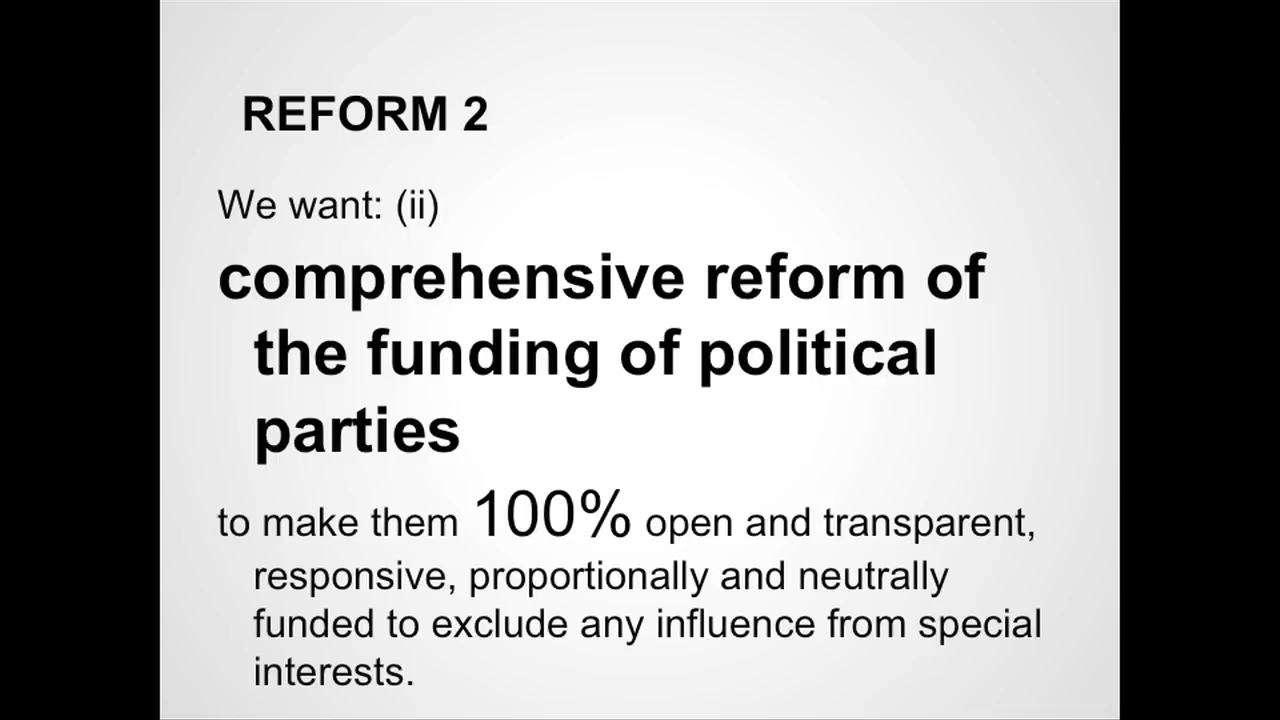 REFORM 2
We want: (ii)
comprehensive reform of
the funding of political
parties
to make them 100% open and transparent,
responsive, proportionally and neutrally
funded to exclude any influence from special
interests.